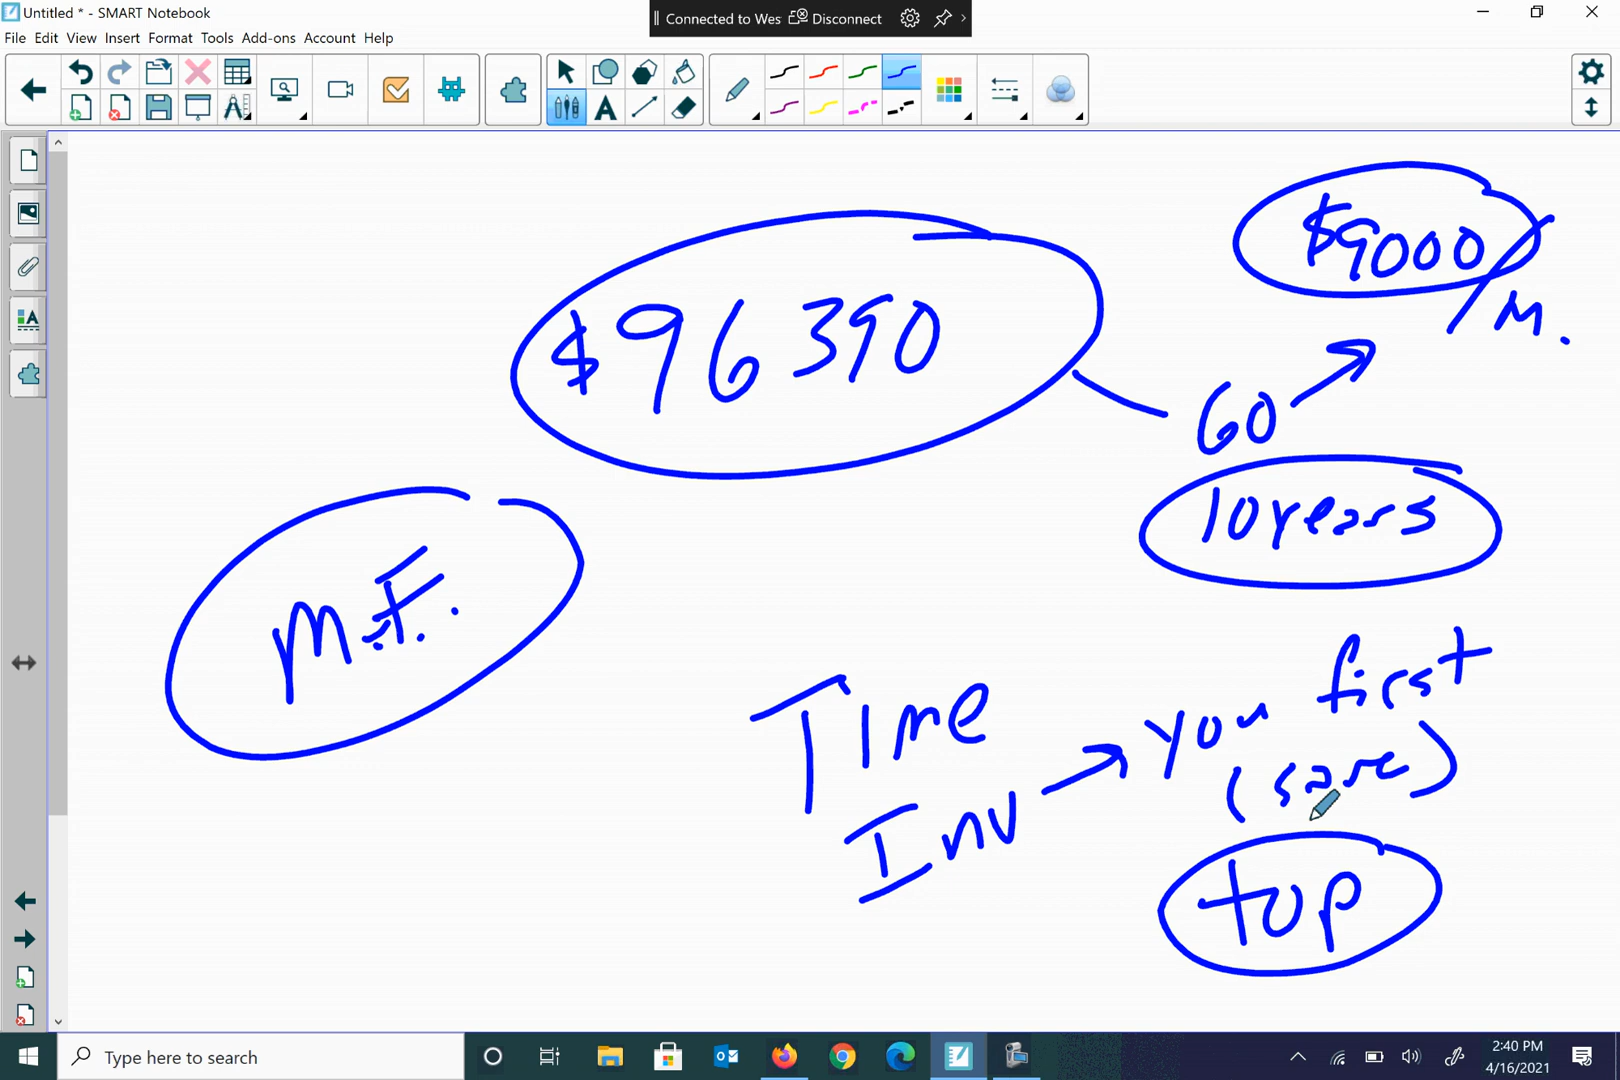 Untitled * - SMART Notebook
Connected to Wes Disconnect
File Edit View Insert Format Tools Add-ons Account Help
$9000/M.
$96390
60
10 years
M.F.
Time
Inv
You first
(save)
top
Type here to search
2:40 PM
4/16/2021